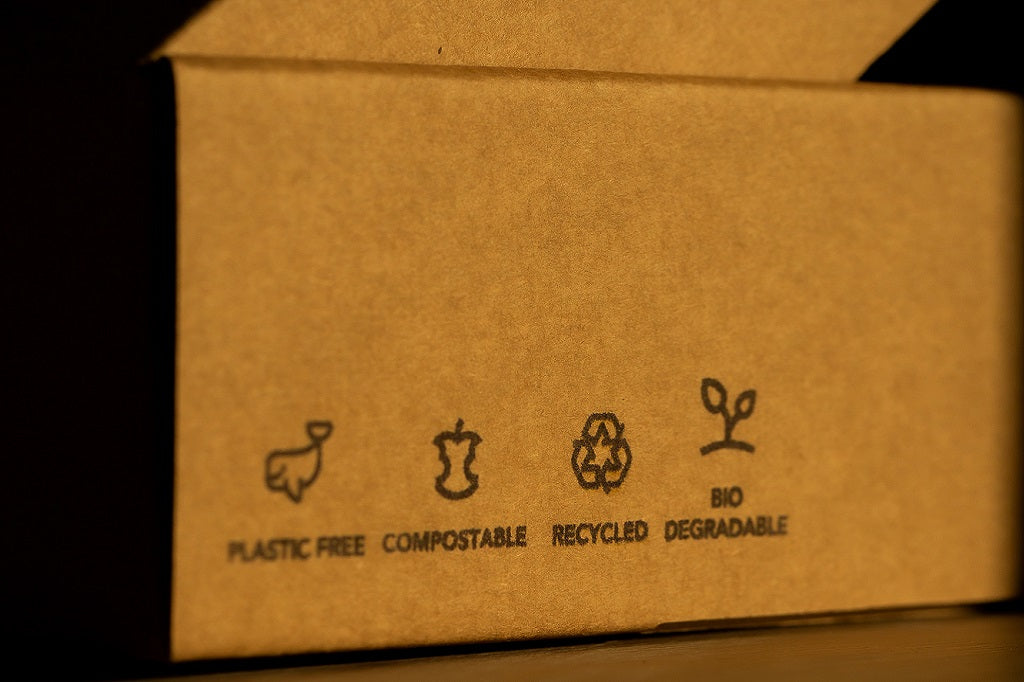 PLASTIC FREE
COMPOSTABLE
RECYCLED
BIO
DEGRADABLE